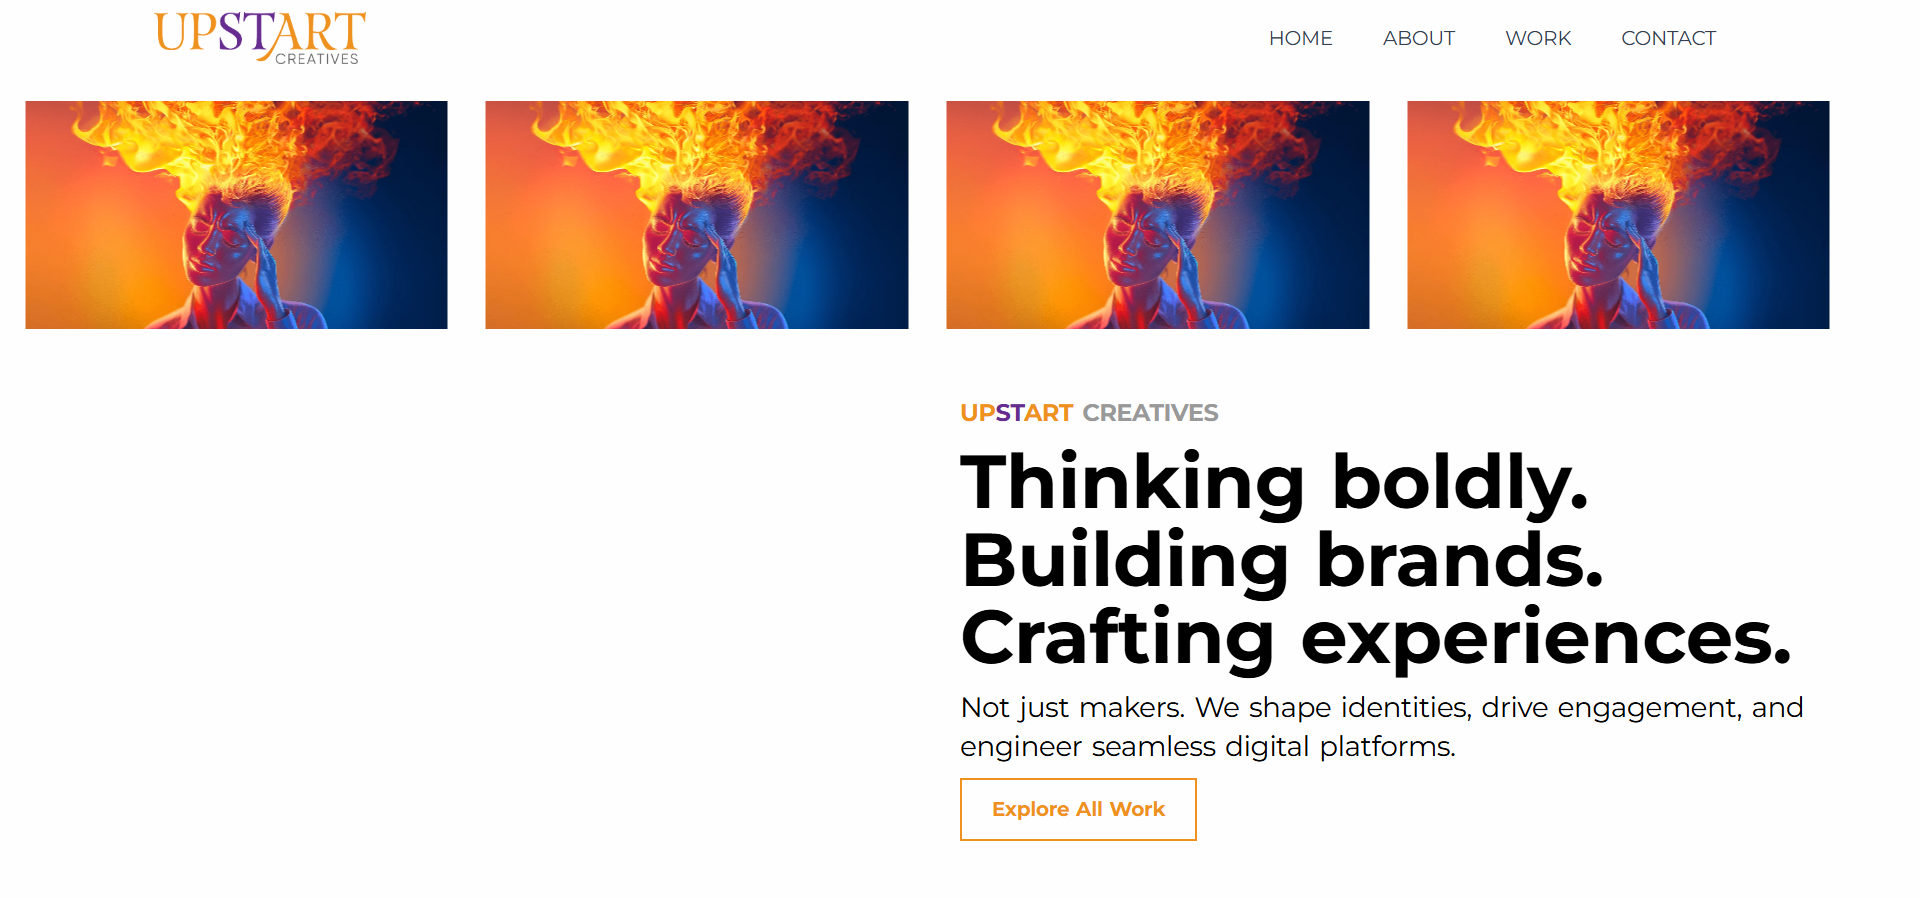 UPSTART
CREATIVES
HOME ABOUT WORK CONTACT
UPSTART CREATIVES
Thinking boldly.
Building brands.
Crafting experiences.
Not just makers. We shape identities, drive engagement, and
engineer seamless digital platforms.
Explore All Work